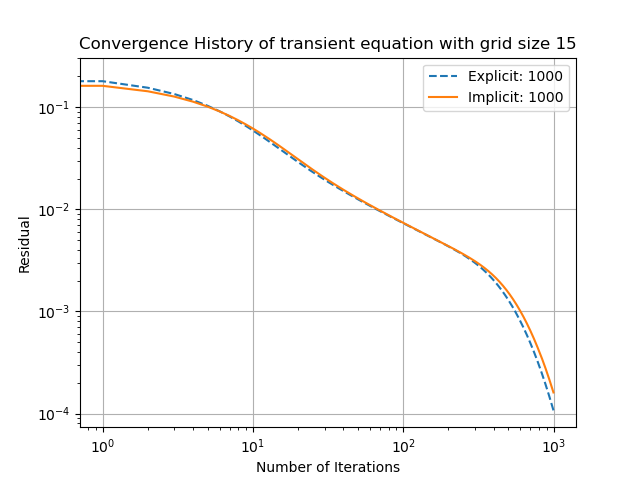 Convergence History of transient equation with grid size 15
Explicit: 1000
Implicit: 1000
Residual
10⁻¹
10⁻²
10⁻³
10⁻⁴
10⁰ 10¹ 10² 10³
Number of Iterations